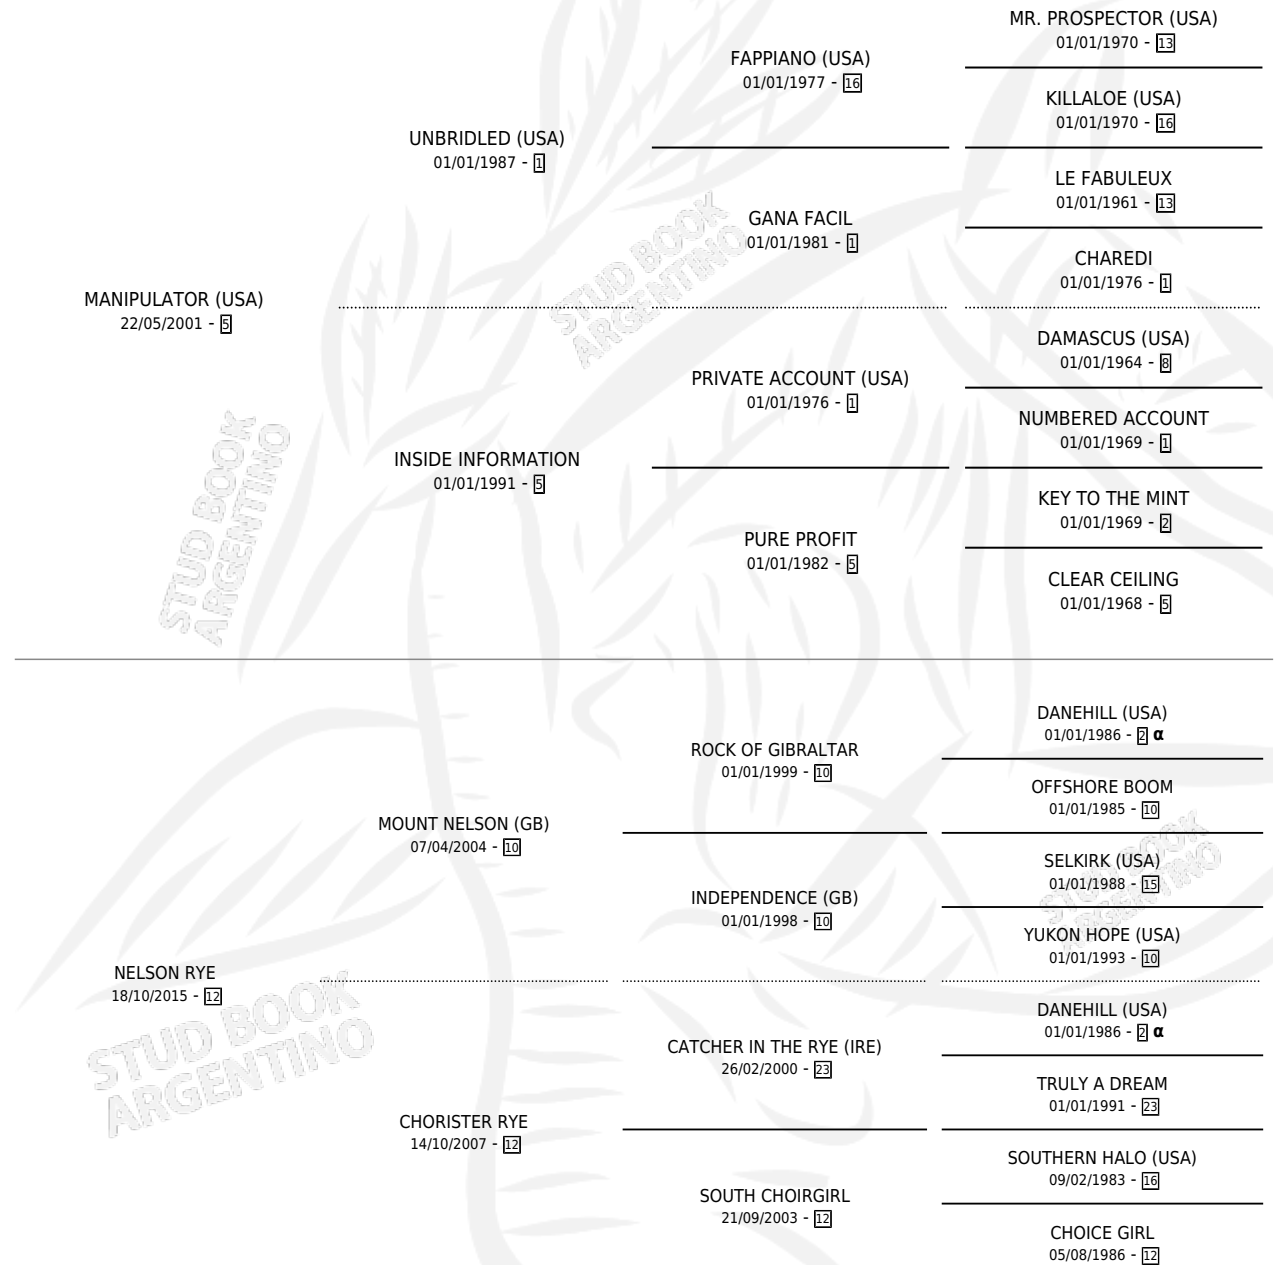 MR. PROSPECTOR (USA)
01/01/1970 - 13
FAPPIANO (USA)
01/01/1977 - 16
KILLALOE (USA)
01/01/1970 - 16
UNBRIDLED (USA)
01/01/1987 - 1
LE FABULEUX
01/01/1961 - 13
GANA FACIL
01/01/1981 - 1
CHAREDI
01/01/1976 - 1
MANIPULATOR (USA)
22/05/2001 - 5
DAMASCUS (USA)
01/01/1964 - 8
PRIVATE ACCOUNT (USA)
01/01/1976 - 1
NUMBERED ACCOUNT
01/01/1969 - 1
INSIDE INFORMATION
01/01/1991 - 5
KEY TO THE MINT
01/01/1969 - 2
PURE PROFIT
01/01/1982 - 5
CLEAR CEILING
01/01/1968 - 5
DANEHILL (USA)
01/01/1986 - 2 α
ROCK OF GIBRALTAR
01/01/1999 - 10
OFFSHORE BOOM
01/01/1985 - 10
MOUNT NELSON (GB)
07/04/2004 - 10
SELKIRK (USA)
01/01/1988 - 15
INDEPENDENCE (GB)
01/01/1998 - 10
YUKON HOPE (USA)
01/01/1993 - 10
NELSON RYE
18/10/2015 - 12
DANEHILL (USA)
01/01/1986 - 2 α
CATCHER IN THE RYE (IRE)
26/02/2000 - 23
TRULY A DREAM
01/01/1991 - 23
CHORISTER RYE
14/10/2007 - 12
SOUTHERN HALO (USA)
09/02/1983 - 16
SOUTH CHOIRGIRL
21/09/2003 - 12
CHOICE GIRL
05/08/1986 - 12
STUD BOOK
ARGENTINO
STUD BOOK
ARGENTINO
STUD BOOK
ARGENTINO
STUD BOOK
ARGENTINO